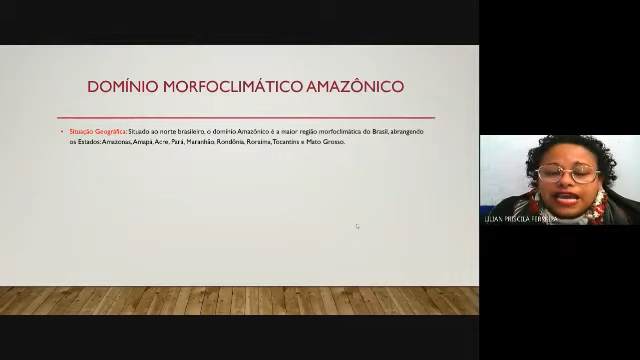 DOMÍNIO MORFOCLIMÁTICO AMAZÔNICO
• Situação Geográfica: Situado ao norte brasileiro, o domínio Amazônico é a maior região morfoclimática do Brasil, abrangendo
os Estados: Amazonas, Amapá, Acre, Pará, Maranhão, Rondônia, Roraima, Tocantins e Mato Grosso.
LILIAN PRISCILA FERREIRA